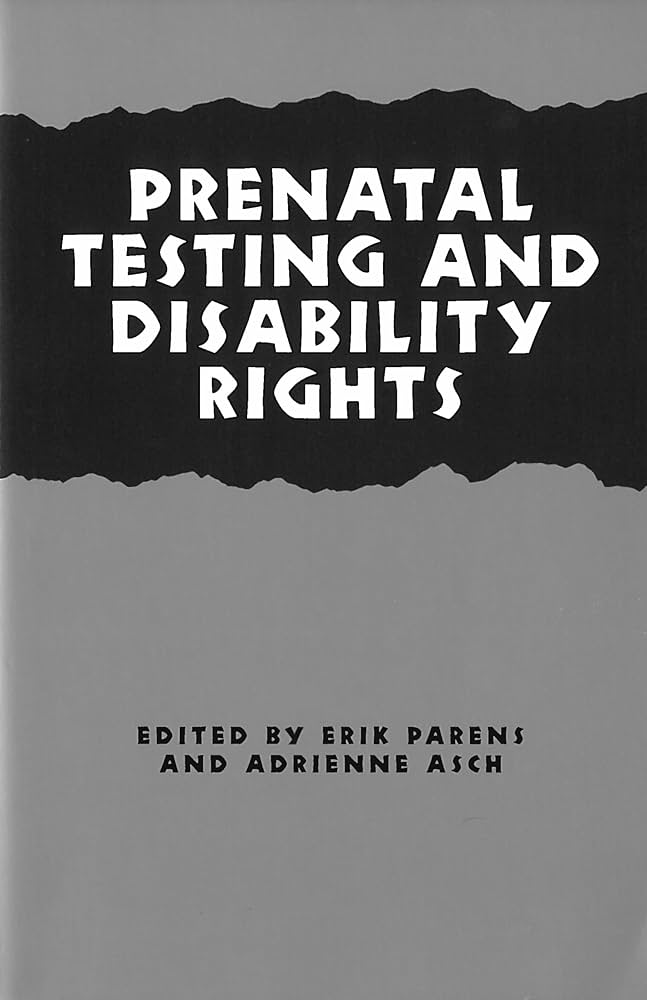 PRENATAL
TESTING AND
DISABILITY
RIGHTS
EDITED BY ERIK PARENS
AND ADRIENNE ASCH